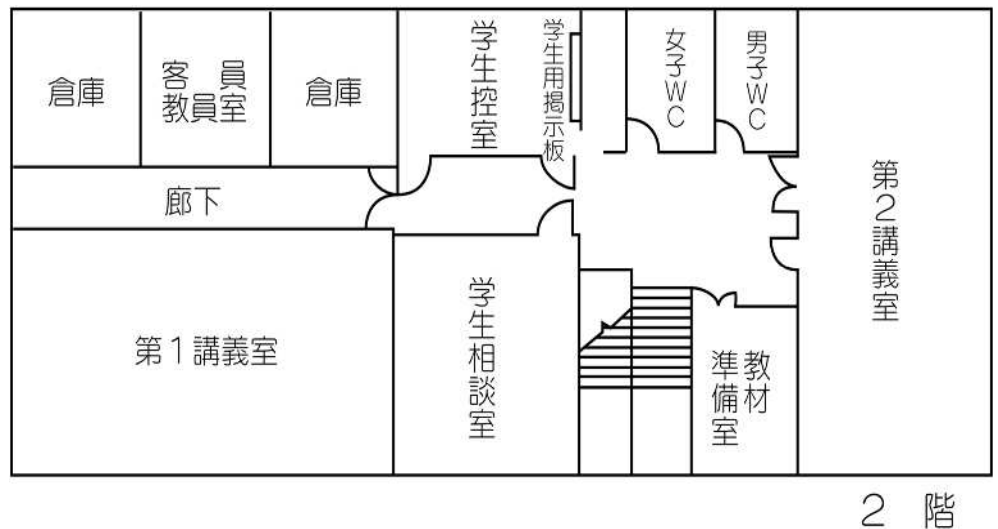 倉庫
客員
教員室
倉庫
学生控室
学生用掲示板
女子WC
男子WC
廊下
第2講義室
第1講義室
学生相談室
教材
準備室
2 階